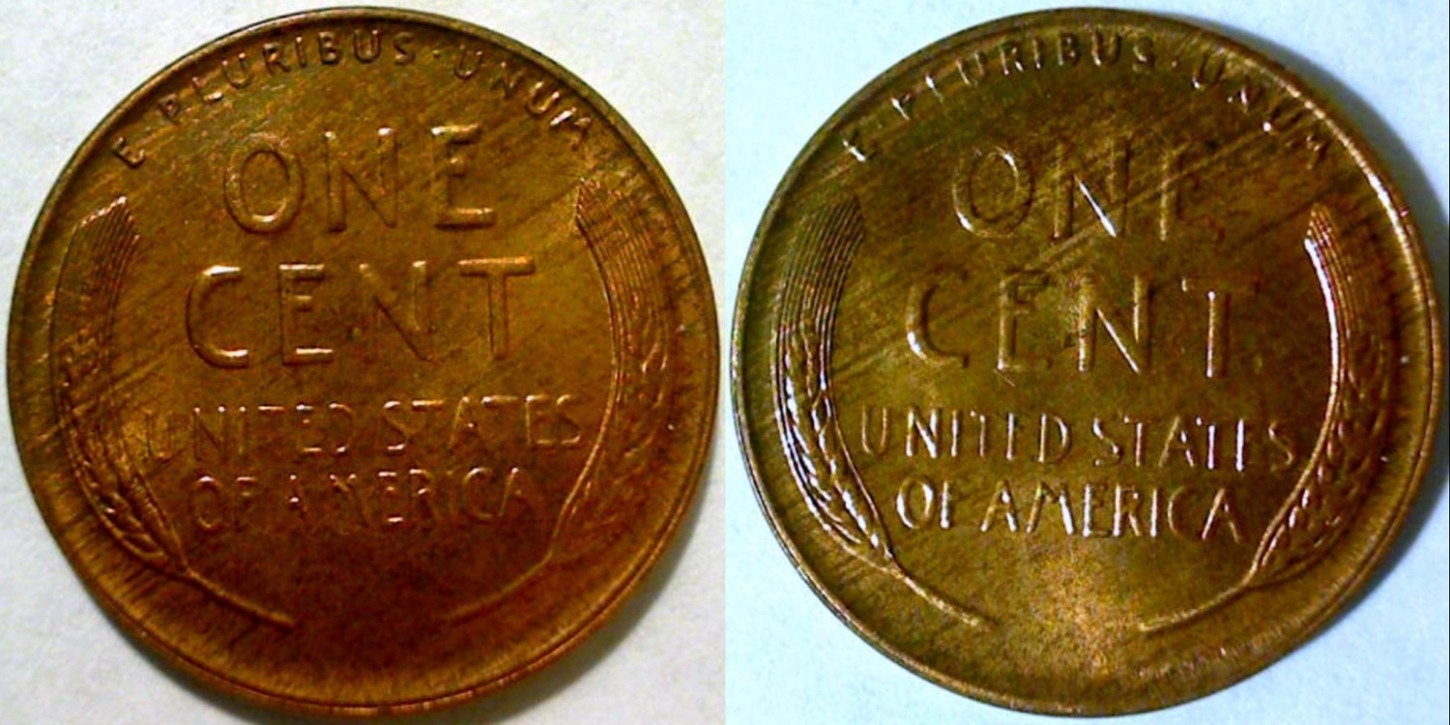 E·PLURIBUS·UNUM
ONE
CENT
UNITED STATES
OF AMERICA
E·PLURIBUS·UNUM
ONE
CENT
UNITED STATES
OF AMERICA